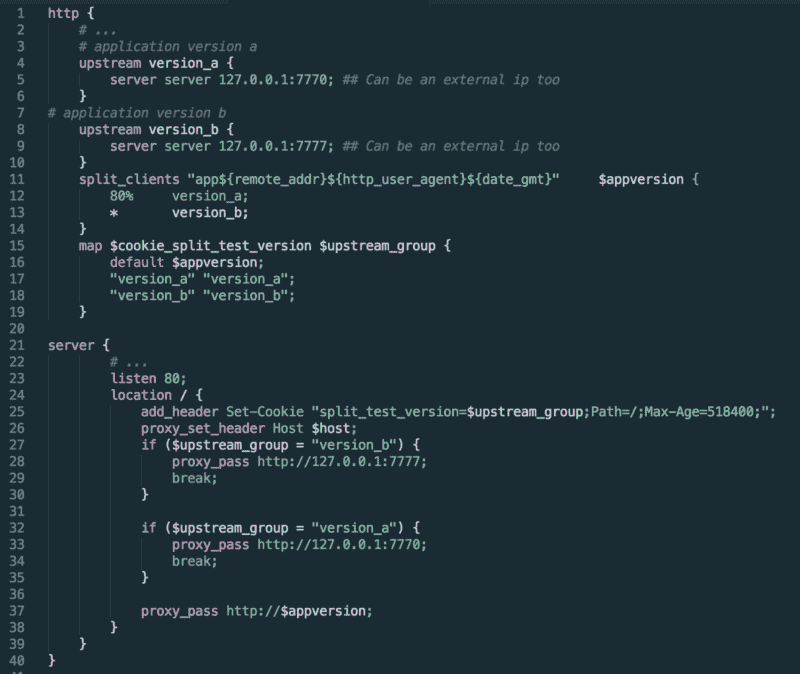 1 http {
2 # ...
3 # application version a
4 upstream version_a {
5 server server 127.0.0.1:7770; ## Can be an external ip too
6 }
7 # application version b
8 upstream version_b {
9 server server 127.0.0.1:7777; ## Can be an external ip too
10 }
11 split_clients "app${remote_addr}${http_user_agent}${date_gmt}" $appversion {
12 80% version_a;
13 * version_b;
14 }
15 map $cookie_split_test_version $upstream_group {
16 default $appversion;
17 "version_a" "version_a";
18 "version_b" "version_b";
19 }
20
21 server {
22 # ...
23 listen 80;
24 location / {
25 add_header Set-Cookie "split_test_version=$upstream_group;Path=/;Max-Age=518400;";
26 proxy_set_header Host $host;
27 if ($upstream_group = "version_b") {
28 proxy_pass http://127.0.0.1:7777;
29 break;
30 }
31
32 if ($upstream_group = "version_a") {
33 proxy_pass http://127.0.0.1:7770;
34 break;
35 }
36
37 proxy_pass http://$appversion;
38 }
39 }
40 }